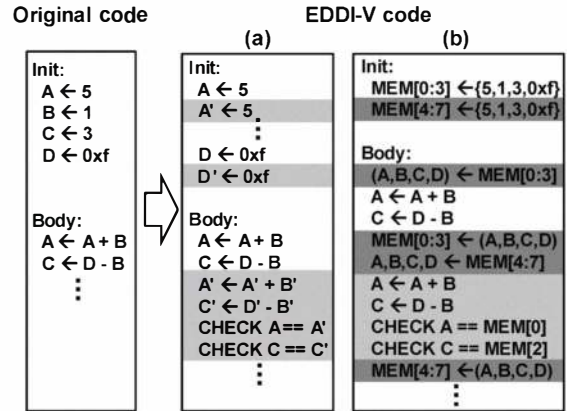 Original code
EDDI-V code
(a)
(b)
Init:
A ← 5
B ← 1
C ← 3
D ← 0xf
Body:
A ← A + B
C ← D - B
⋮
Init:
A ← 5
A' ← 5
⋮
D ← 0xf
D' ← 0xf
Body:
A ← A + B
C ← D - B
A' ← A' + B'
C' ← D' - B'
CHECK A== A'
CHECK C == C'
⋮
Init:
MEM[0:3] ←{5,1,3,0xf}
MEM[4:7] ←{5,1,3,0xf}
Body:
(A,B,C,D) ← MEM[0:3]
A ← A + B
C ← D - B
MEM[0:3] ← (A,B,C,D)
A,B,C,D ← MEM[4:7]
A ← A + B
C ← D - B
CHECK A == MEM[0]
CHECK C == MEM[2]
MEM[4:7] ←(A,B,C,D)
⋮